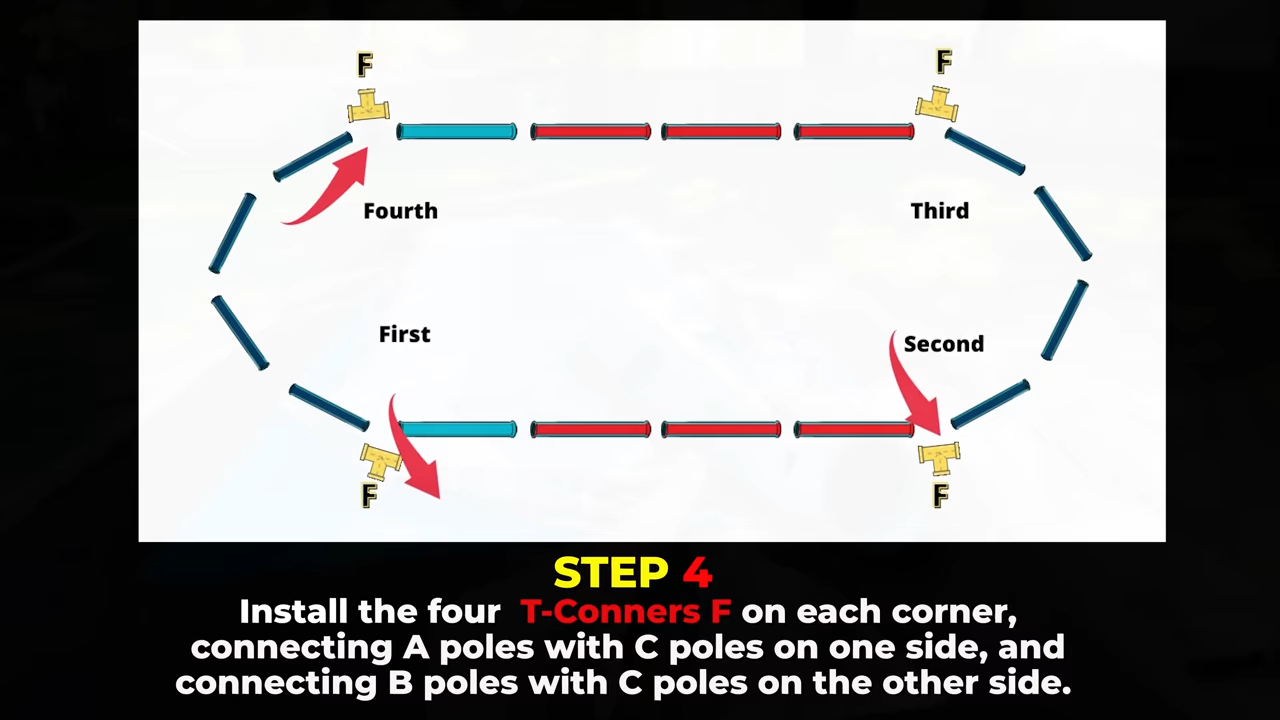 F
F
Fourth
Third
First
Second
F
F
STEP 4
Install the four T-Conners F on each corner,
connecting A poles with C poles on one side, and
connecting B poles with C poles on the other side.